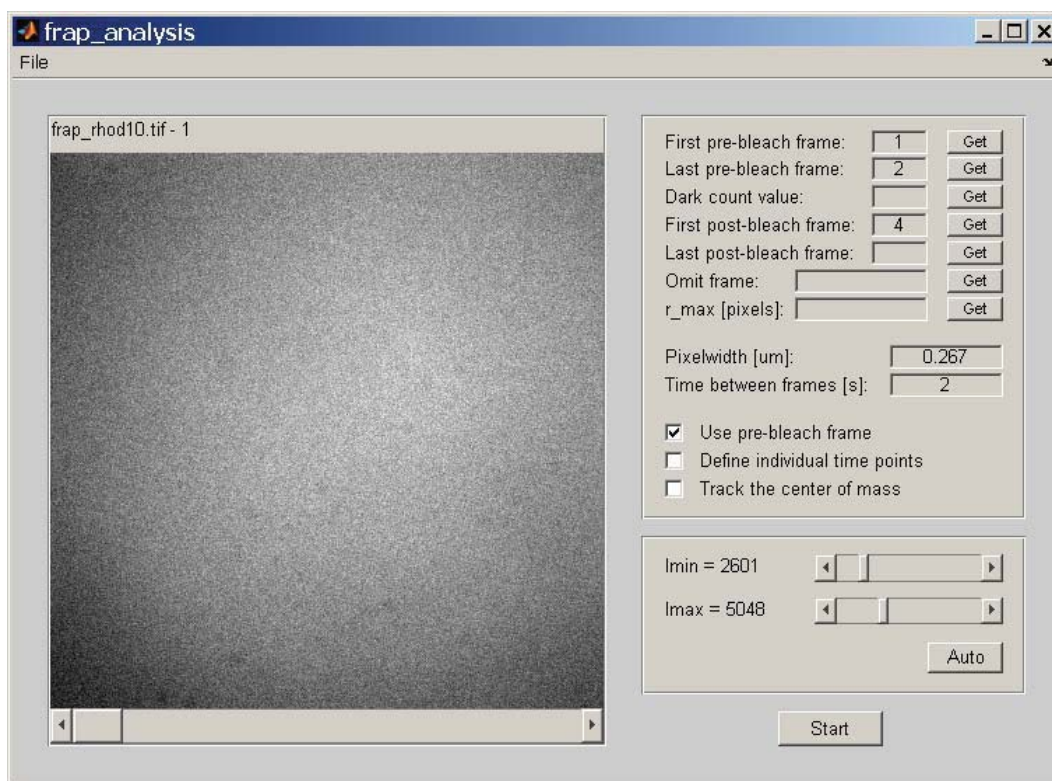 frap_analysis
File
frap_rhod10.tif - 1
First pre-bleach frame: 1 Get
Last pre-bleach frame: 2 Get
Dark count value: Get
First post-bleach frame: 4 Get
Last post-bleach frame: Get
Omit frame: Get
r_max [pixels]: Get
Pixelwidth [um]: 0.267
Time between frames [s]: 2
Use pre-bleach frame
Define individual time points
Track the center of mass
Imin = 2601
Imax = 5048
Auto
Start